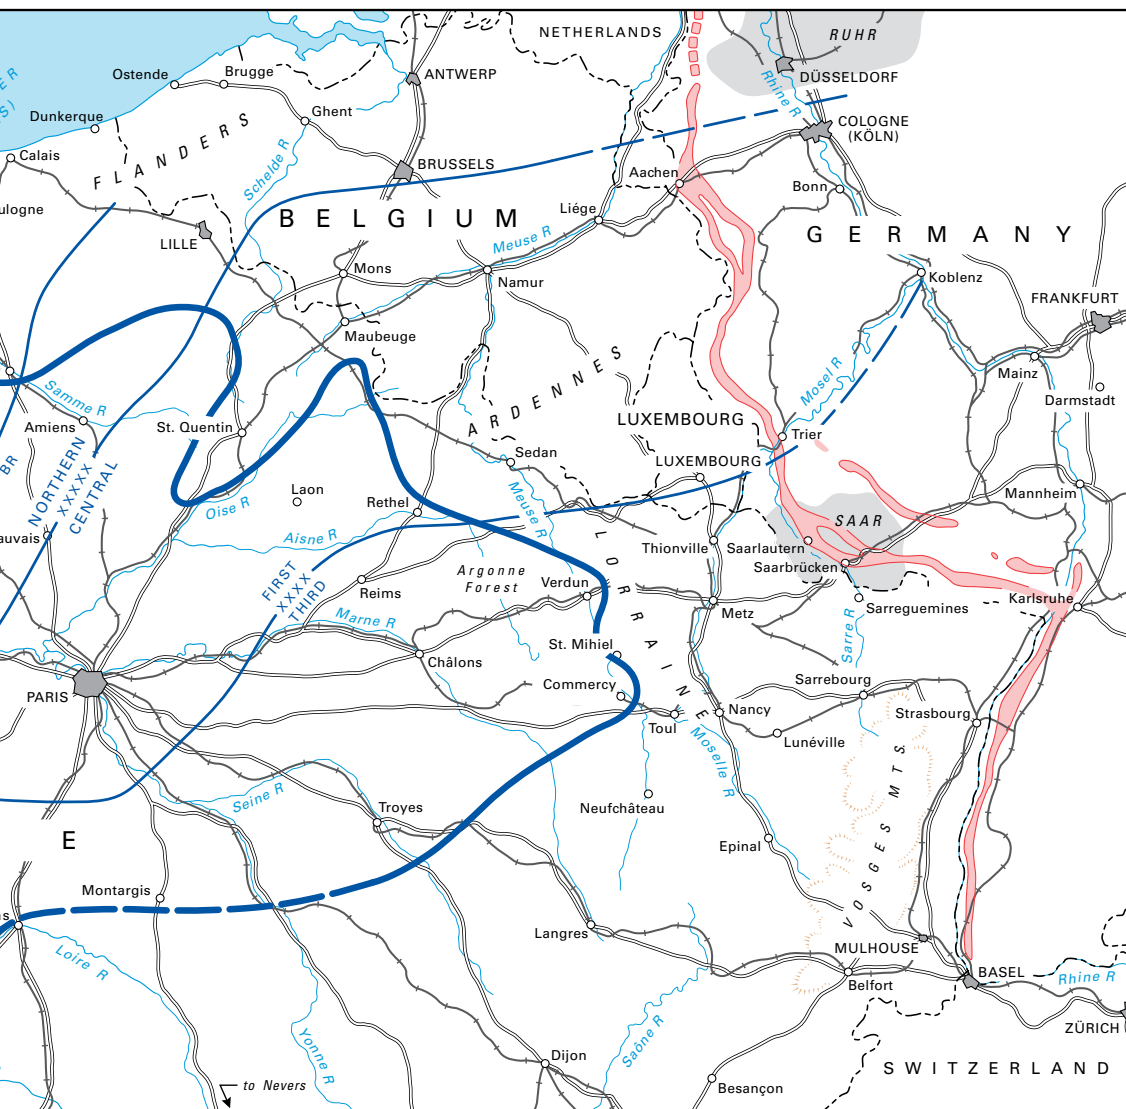 NETHERLANDS
RUHR
Ostende
Brugge
ANTWERP
DÜSSELDORF
Rhine R
Dunkerque
Ghent
COLOGNE
(KÖLN)
FLANDERS
Calais
Schelde R
BRUSSELS
Aachen
Bonn
Liége
LILLE
BELGIUM
GERMANY
Meuse R
Mons
Namur
Koblenz
FRANKFURT
Maubeuge
Mainz
Mosel R
Darmstadt
Samme R
ARDENNES
Amiens
St. Quentin
LUXEMBOURG
Trier
BR
NORTHERN
XXXXX
CENTRAL
Sedan
LUXEMBOURG
Laon
Oise R
Rethel
Meuse R
Mannheim
SAAR
Aisne R
Thionville
Saarlautern
Saarbrücken
LORRAINE
Argonne
Forest
Verdun
FIRST
XXXX
THIRD
Reims
Metz
Sarreguemines
Karlsruhe
Marne R
St. Mihiel
Sarre R
Châlons
Commercy
Sarrebourg
PARIS
Toul
Nancy
Strasbourg
Lunéville
Moselle R
Seine R
Troyes
Neufchâteau
VOSGES MTS
E
Epinal
Montargis
Langres
MULHOUSE
Belfort
BASEL
Rhine R
Loire R
ZÜRICH
Yonne R
Saône R
Dijon
SWITZERLAND
to Nevers
Besançon